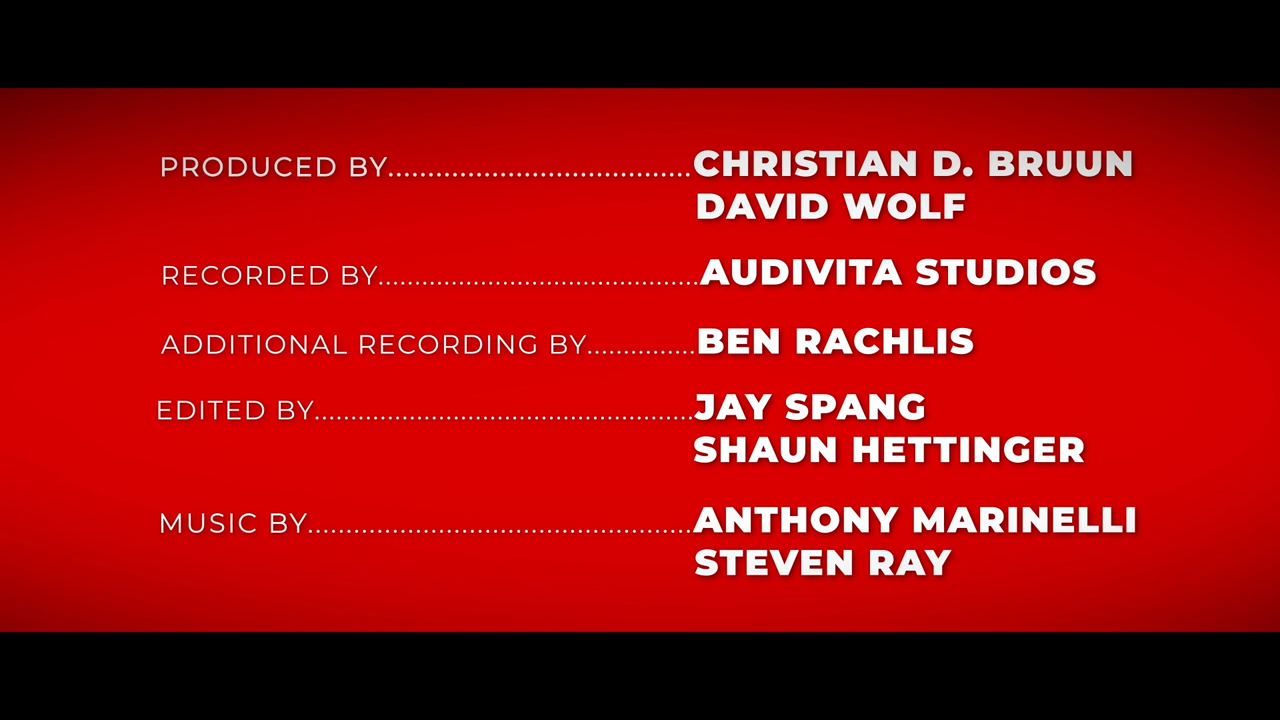 PRODUCED BY......................................CHRISTIAN D. BRUUN
DAVID WOLF
RECORDED BY........................................AUDIVITA STUDIOS
ADDITIONAL RECORDING BY..............BEN RACHLIS
EDITED BY................................................JAY SPANG
SHAUN HETTINGER
MUSIC BY.................................................ANTHONY MARINELLI
STEVEN RAY